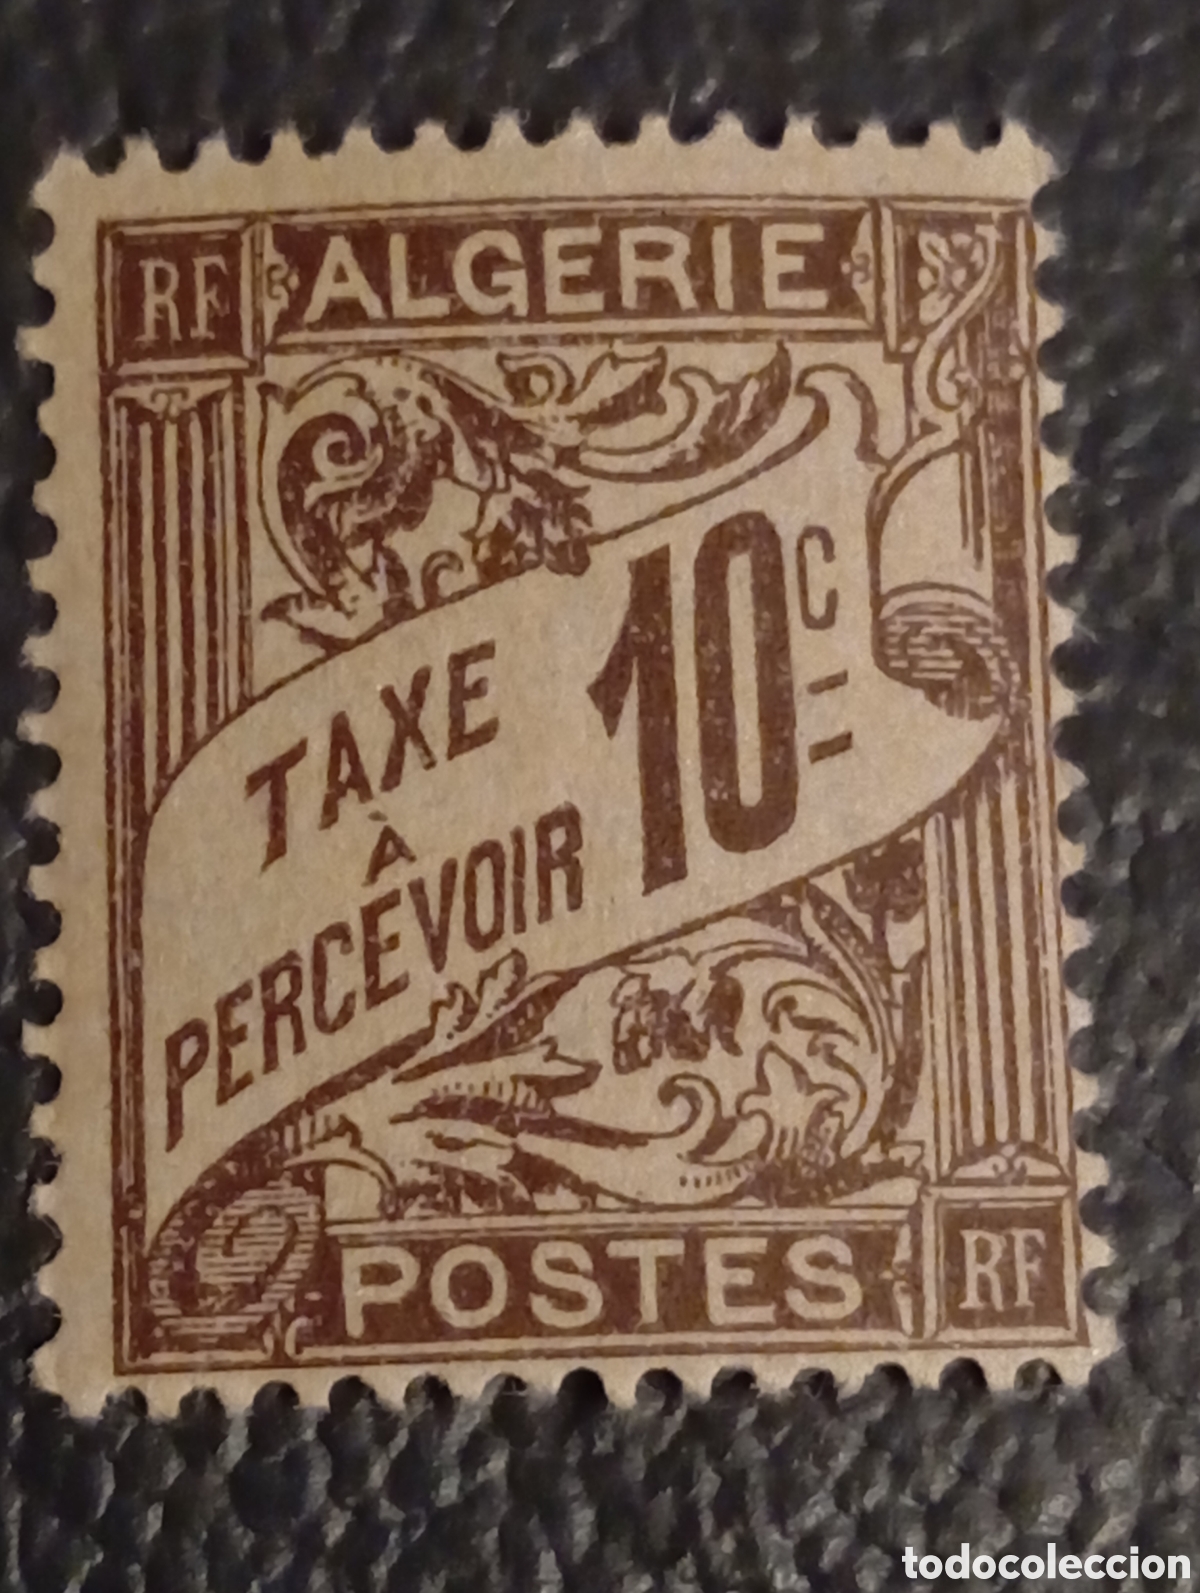 RF ALGERIE
10c
TAXE
À
PERCEVOIR
POSTES RF
todocoleccion